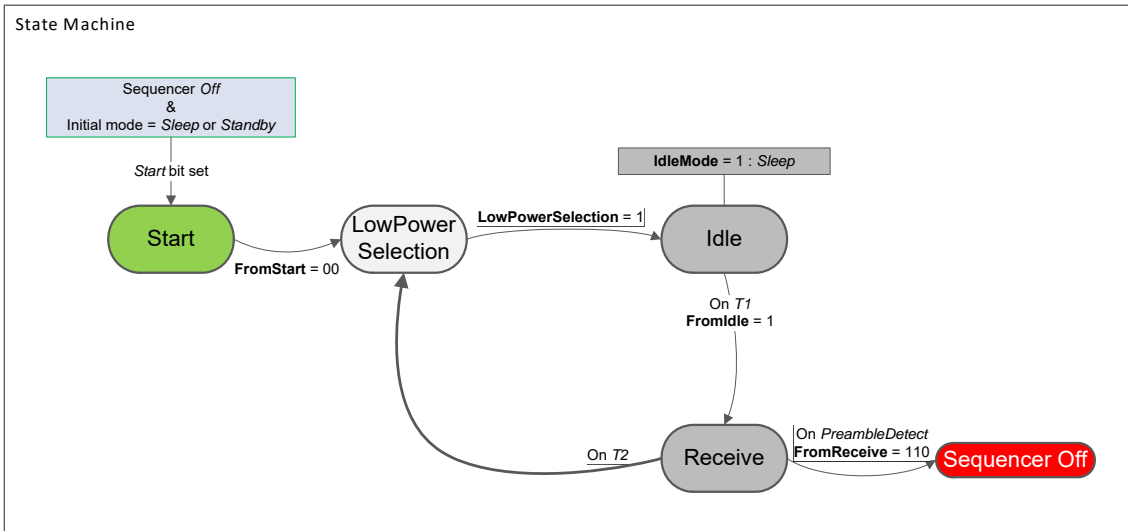 State Machine
Sequencer Off
&
Initial mode = Sleep or Standby
Start bit set
IdleMode = 1 : Sleep
Start
FromStart = 00
LowPower
Selection
LowPowerSelection = 1
Idle
On T1
FromIdle = 1
On T2
Receive
On PreambleDetect
FromReceive = 110
Sequencer Off